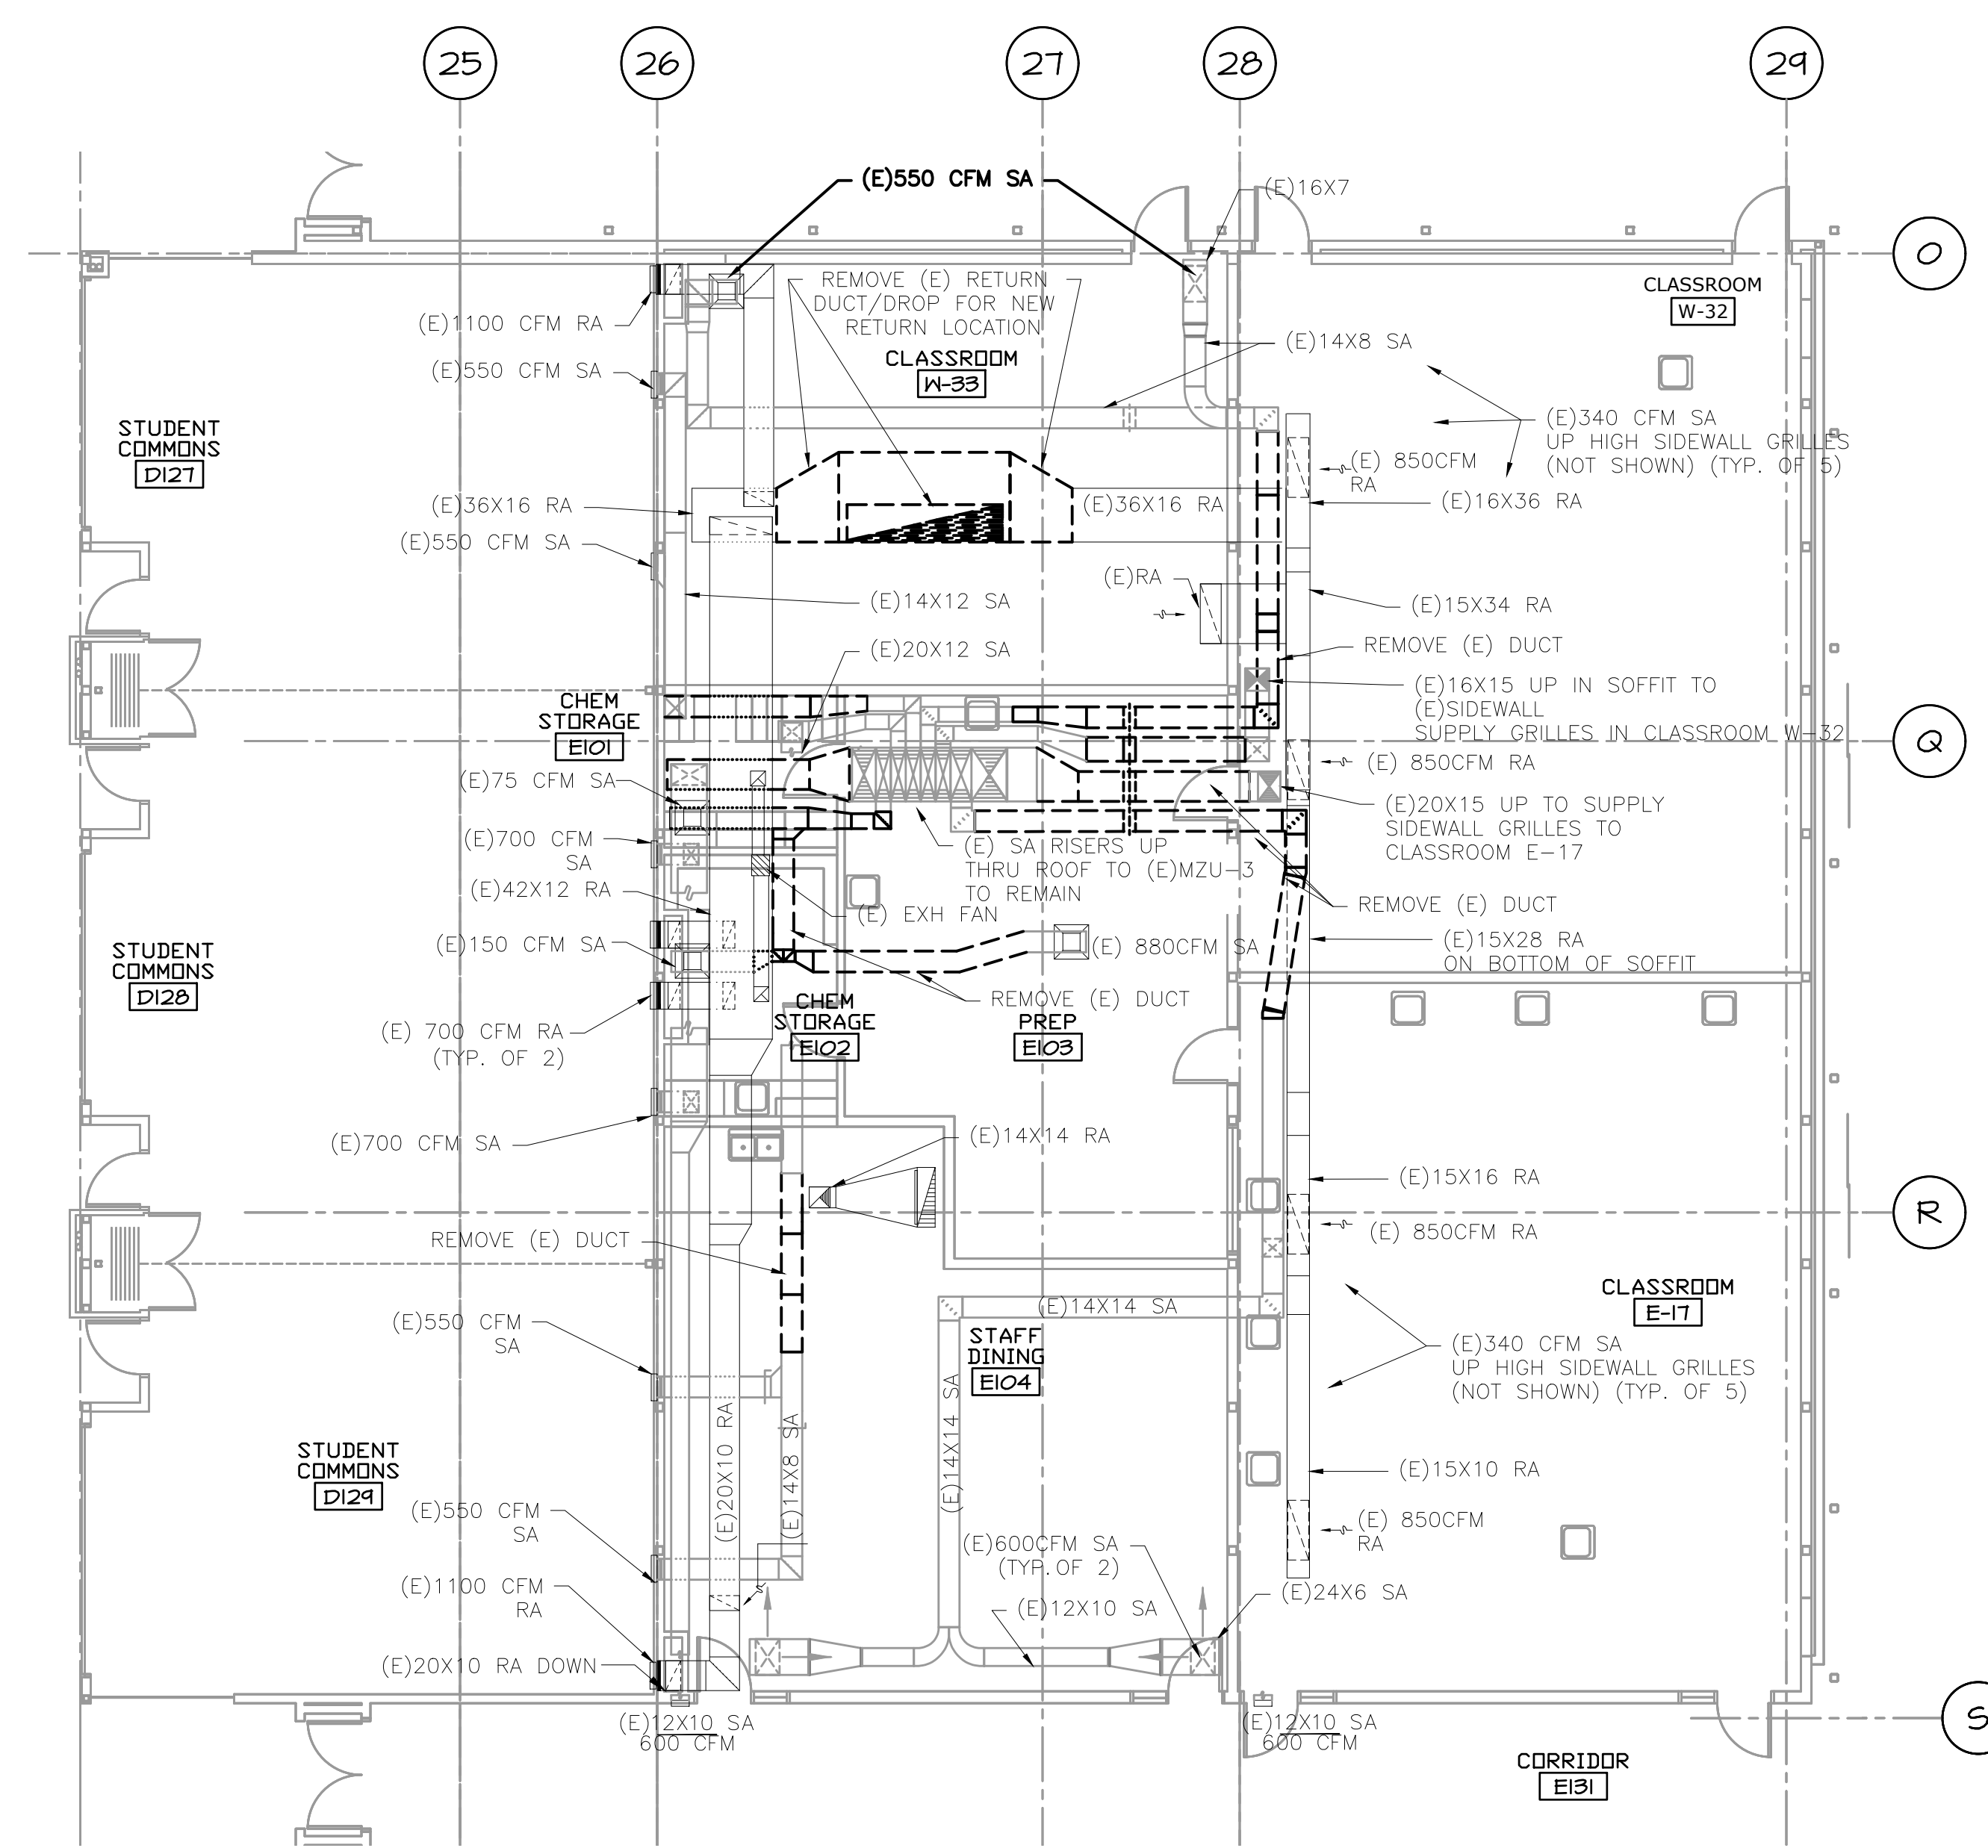 25
26
27
28
29
(E)550 CFM SA
(E)16X7
O
REMOVE (E) RETURN
DUCT/DROP FOR NEW
RETURN LOCATION
CLASSROOM
W-32
(E)1100 CFM RA
(E)14X8 SA
CLASSROOM
W-33
(E)550 CFM SA
STUDENT
COMMONS
D127
(E)340 CFM SA
UP HIGH SIDEWALL GRILLES
(NOT SHOWN) (TYP. OF 5)
(E) 850CFM
RA
(E)36X16 RA
(E)36X16 RA
(E)16X36 RA
(E)550 CFM SA
(E)RA
(E)14X12 SA
(E)15X34 RA
(E)20X12 SA
REMOVE (E) DUCT
CHEM
STORAGE
E101
(E)16X15 UP IN SOFFIT TO
(E)SIDEWALL
SUPPLY GRILLES IN CLASSROOM W-32
Q
(E)75 CFM SA
(E) 850CFM RA
(E)20X15 UP TO SUPPLY
SIDEWALL GRILLES TO
CLASSROOM E-17
(E)700 CFM
SA
(E) SA RISERS UP
THRU ROOF TO (E)MZU-3
TO REMAIN
(E)42X12 RA
(E) EXH FAN
REMOVE (E) DUCT
(E)150 CFM SA
(E) 880CFM SA
(E)15X28 RA
ON BOTTOM OF SOFFIT
STUDENT
COMMONS
D128
REMOVE (E) DUCT
CHEM
STORAGE
E102
PREP
E103
(E) 700 CFM RA
(TYP. OF 2)
(E)700 CFM SA
(E)14X14 RA
(E)15X16 RA
R
REMOVE (E) DUCT
(E) 850CFM RA
CLASSROOM
E-17
(E)14X14 SA
(E)550 CFM
SA
STAFF
DINING
E104
(E)340 CFM SA
UP HIGH SIDEWALL GRILLES
(NOT SHOWN) (TYP. OF 5)
(E)20X10 RA
(E)14X8 SA
(E)14X14 SA
STUDENT
COMMONS
D129
(E)15X10 RA
(E)550 CFM
SA
(E) 850CFM
RA
(E)600CFM SA
(TYP.OF 2)
(E)1100 CFM
RA
(E)24X6 SA
(E)12X10 SA
(E)20X10 RA DOWN
(E)12X10 SA
600 CFM
(E)12X10 SA
600 CFM
S
CORRIDOR
E131